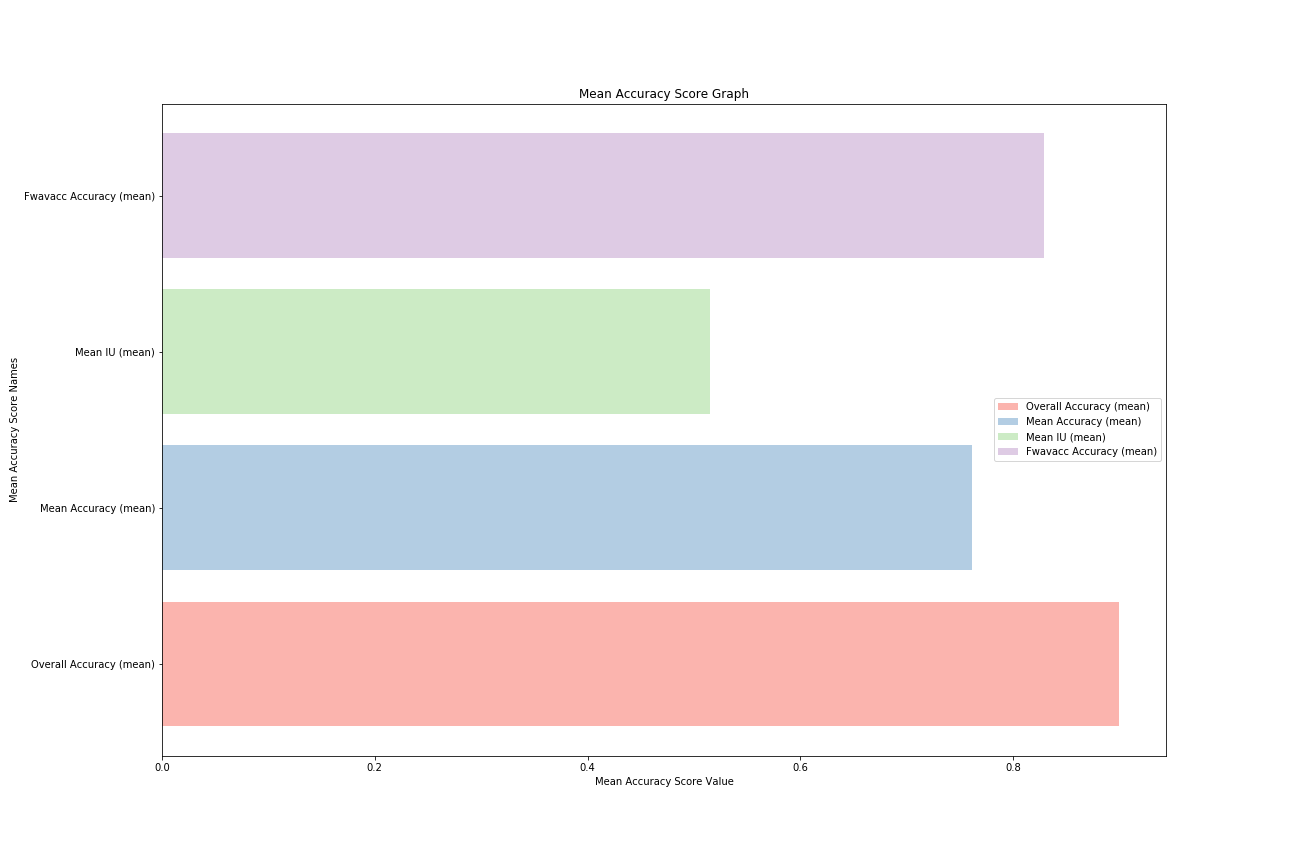 Mean Accuracy Score Graph
Mean Accuracy Score Names
Fwavacc Accuracy (mean)
Mean IU (mean)
Mean Accuracy (mean)
Overall Accuracy (mean)
Overall Accuracy (mean)
Mean Accuracy (mean)
Mean IU (mean)
Fwavacc Accuracy (mean)
0.0 0.2 0.4 0.6 0.8
Mean Accuracy Score Value